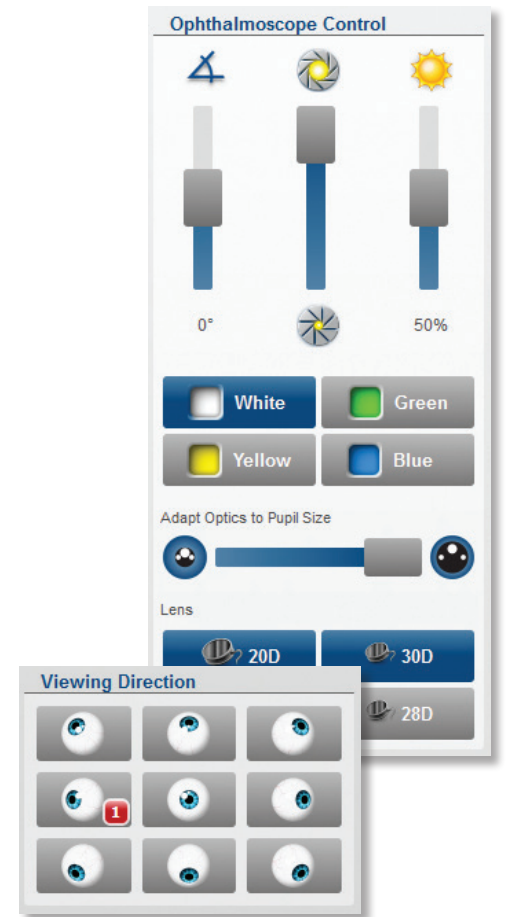 Ophthalmoscope Control
0° 50%
White Green
Yellow Blue
Adapt Optics to Pupil Size
Lens
20D 30D
28D
Viewing Direction
1